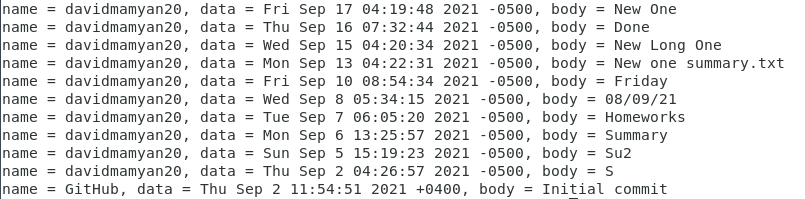 name = davidmamyan20, data = Fri Sep 17 04:19:48 2021 -0500, body = New One
name = davidmamyan20, data = Thu Sep 16 07:32:44 2021 -0500, body = Done
name = davidmamyan20, data = Wed Sep 15 04:20:34 2021 -0500, body = New Long One
name = davidmamyan20, data = Mon Sep 13 04:22:31 2021 -0500, body = New one summary.txt
name = davidmamyan20, data = Fri Sep 10 08:54:34 2021 -0500, body = Friday
name = davidmamyan20, data = Wed Sep 8 05:34:15 2021 -0500, body = 08/09/21
name = davidmamyan20, data = Tue Sep 7 06:05:20 2021 -0500, body = Homeworks
name = davidmamyan20, data = Mon Sep 6 13:25:57 2021 -0500, body = Summary
name = davidmamyan20, data = Sun Sep 5 15:19:23 2021 -0500, body = Su2
name = davidmamyan20, data = Thu Sep 2 04:26:57 2021 -0500, body = S
name = GitHub, data = Thu Sep 2 11:54:51 2021 +0400, body = Initial commit